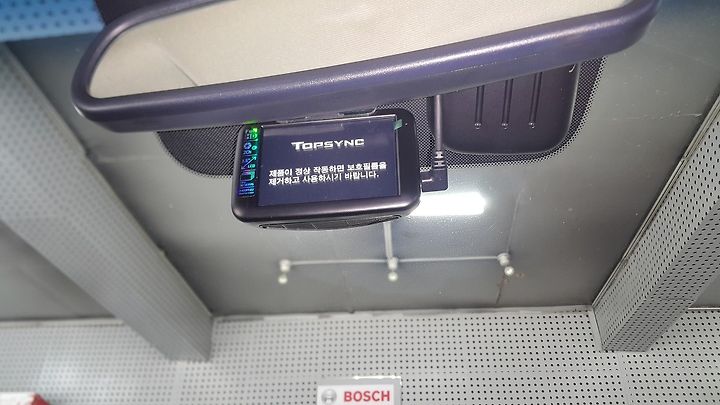 TOPSYNC
제품이 정상 작동하면 보호필름을
제거하고 사용하시기 바랍니다.
BOSCH